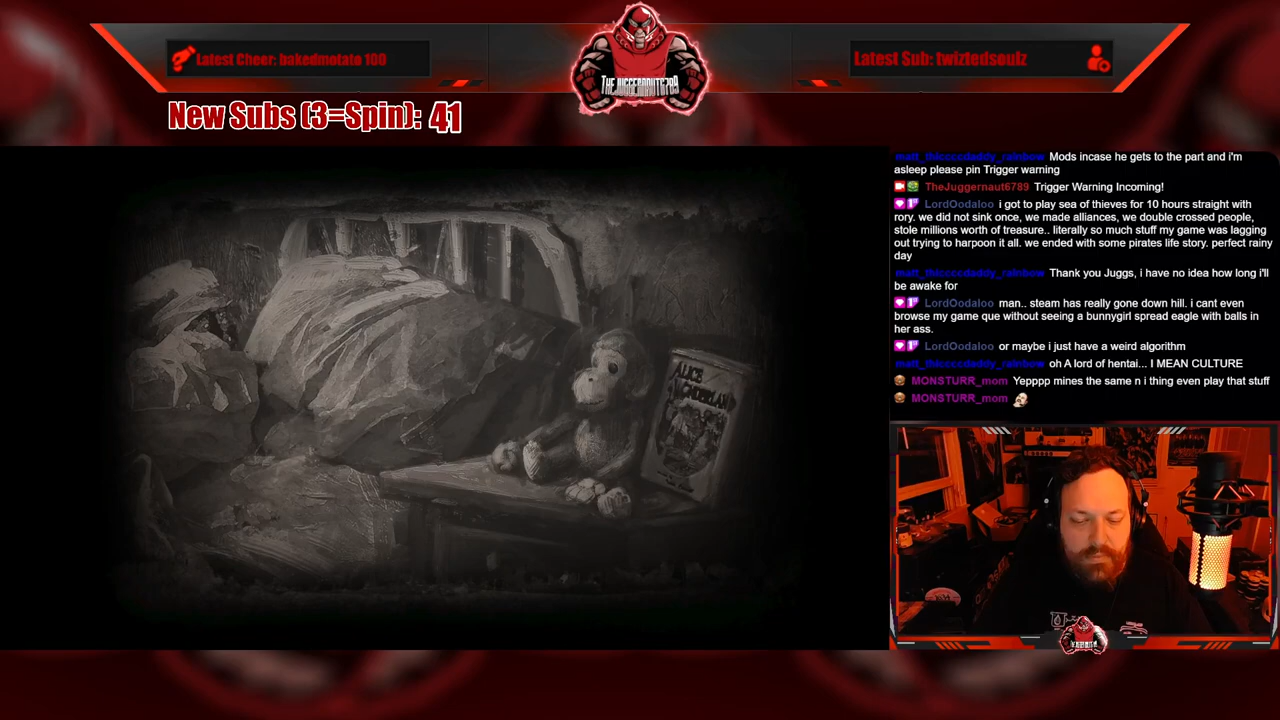 Latest Cheer: bakedmotato 100
THEJUGGERNAUT6789
Latest Sub: twiztedsoulz
New Subs (3=Spin): 41
matt_thiccccdaddy_rainbow Mods incase he gets to the part and i'm
asleep please pin Trigger warning
TheJuggernaut6789 Trigger Warning Incoming!
LordOodaloo i got to play sea of thieves for 10 hours straight with
rory. we did not sink once, we made alliances, we double crossed people,
stole millions worth of treasure.. literally so much stuff my game was lagging
out trying to harpoon it all. we ended with some pirates life story. perfect rainy
day
matt_thiccccdaddy_rainbow Thank you Juggs, i have no idea how long i'll
be awake for
LordOodaloo man.. steam has really gone down hill. i cant even
browse my game que without seeing a bunnygirl spread eagle with balls in
her ass.
LordOodaloo or maybe i just have a weird algorithm
matt_thiccccdaddy_rainbow oh A lord of hentai... I MEAN CULTURE
MONSTURR_mom Yeppppp mines the same n i thing even play that stuff
MONSTURR_mom
ALICE
WONDERLAND